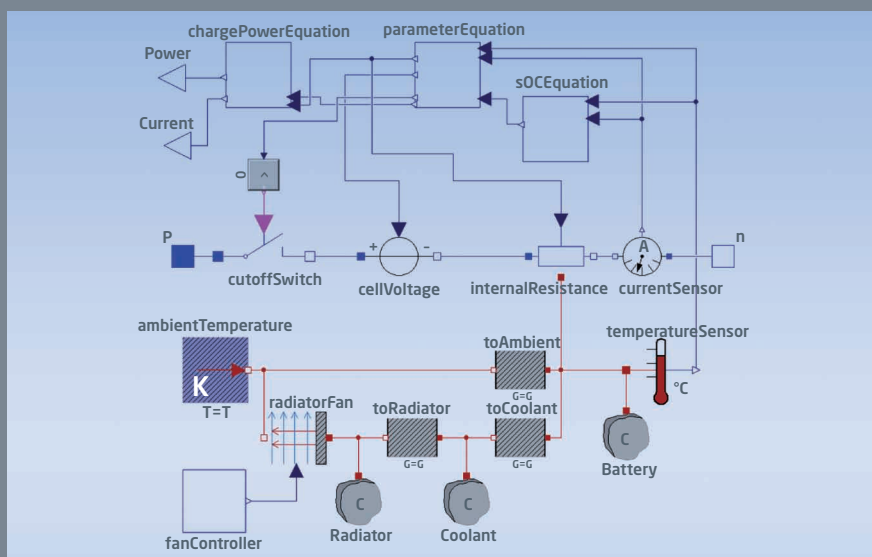 chargePowerEquation
parameterEquation
Power
sOCEquation
Current
0
P
+
-
A
n
cutoffSwitch
cellVoltage
internalResistance
currentSensor
ambientTemperature
toAmbient
temperatureSensor
K
G=G
°C
T=T
radiatorFan
toRadiator
toCoolant
G=G
G=G
C
Battery
C
C
Radiator
Coolant
fanController